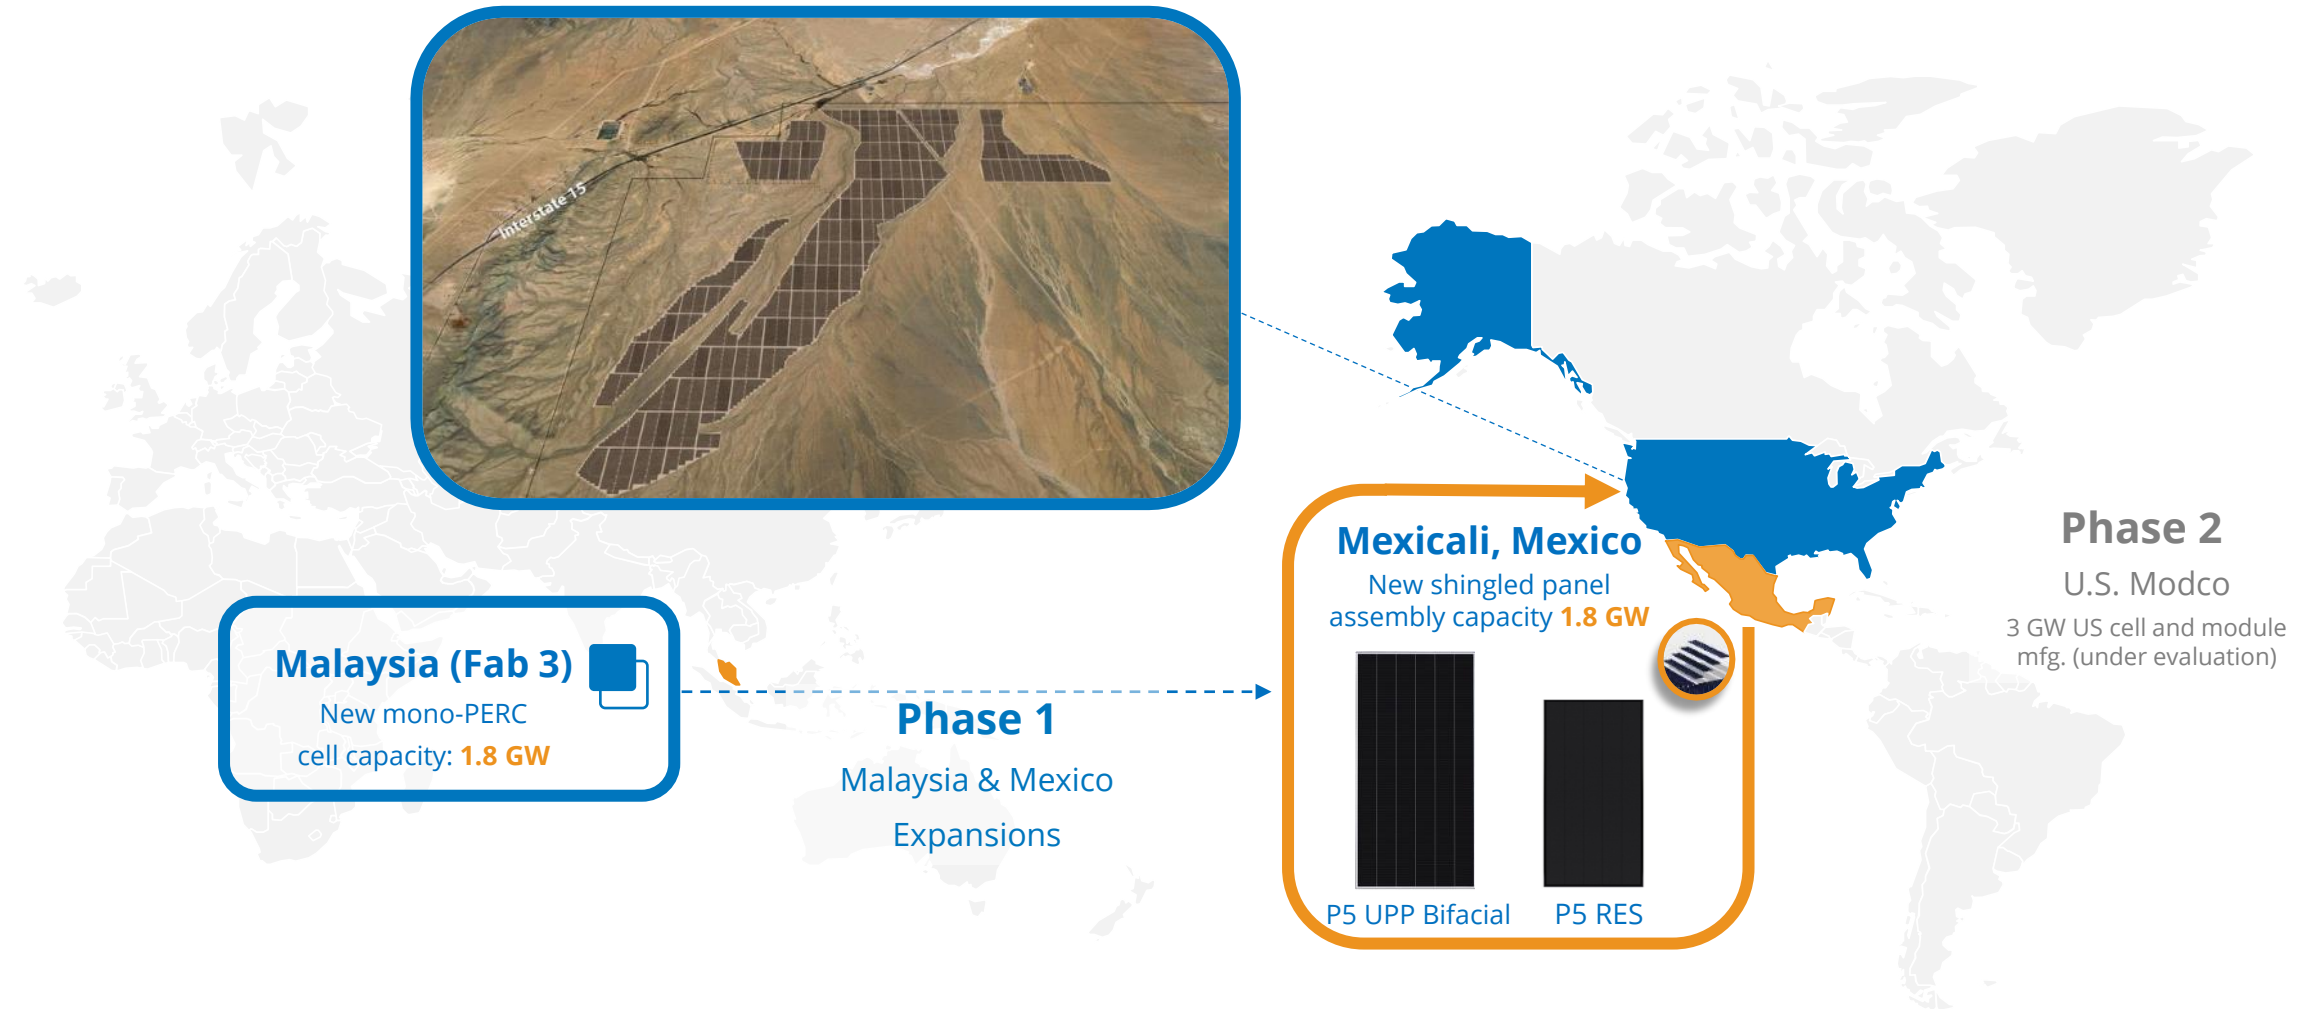 Interstate 15
Malaysia (Fab 3)
New mono-PERC
cell capacity: 1.8 GW
Phase 1
Malaysia & Mexico
Expansions
Mexicali, Mexico
New shingled panel
assembly capacity 1.8 GW
P5 UPP Bifacial
P5 RES
Phase 2
U.S. Modco
3 GW US cell and module
mfg. (under evaluation)